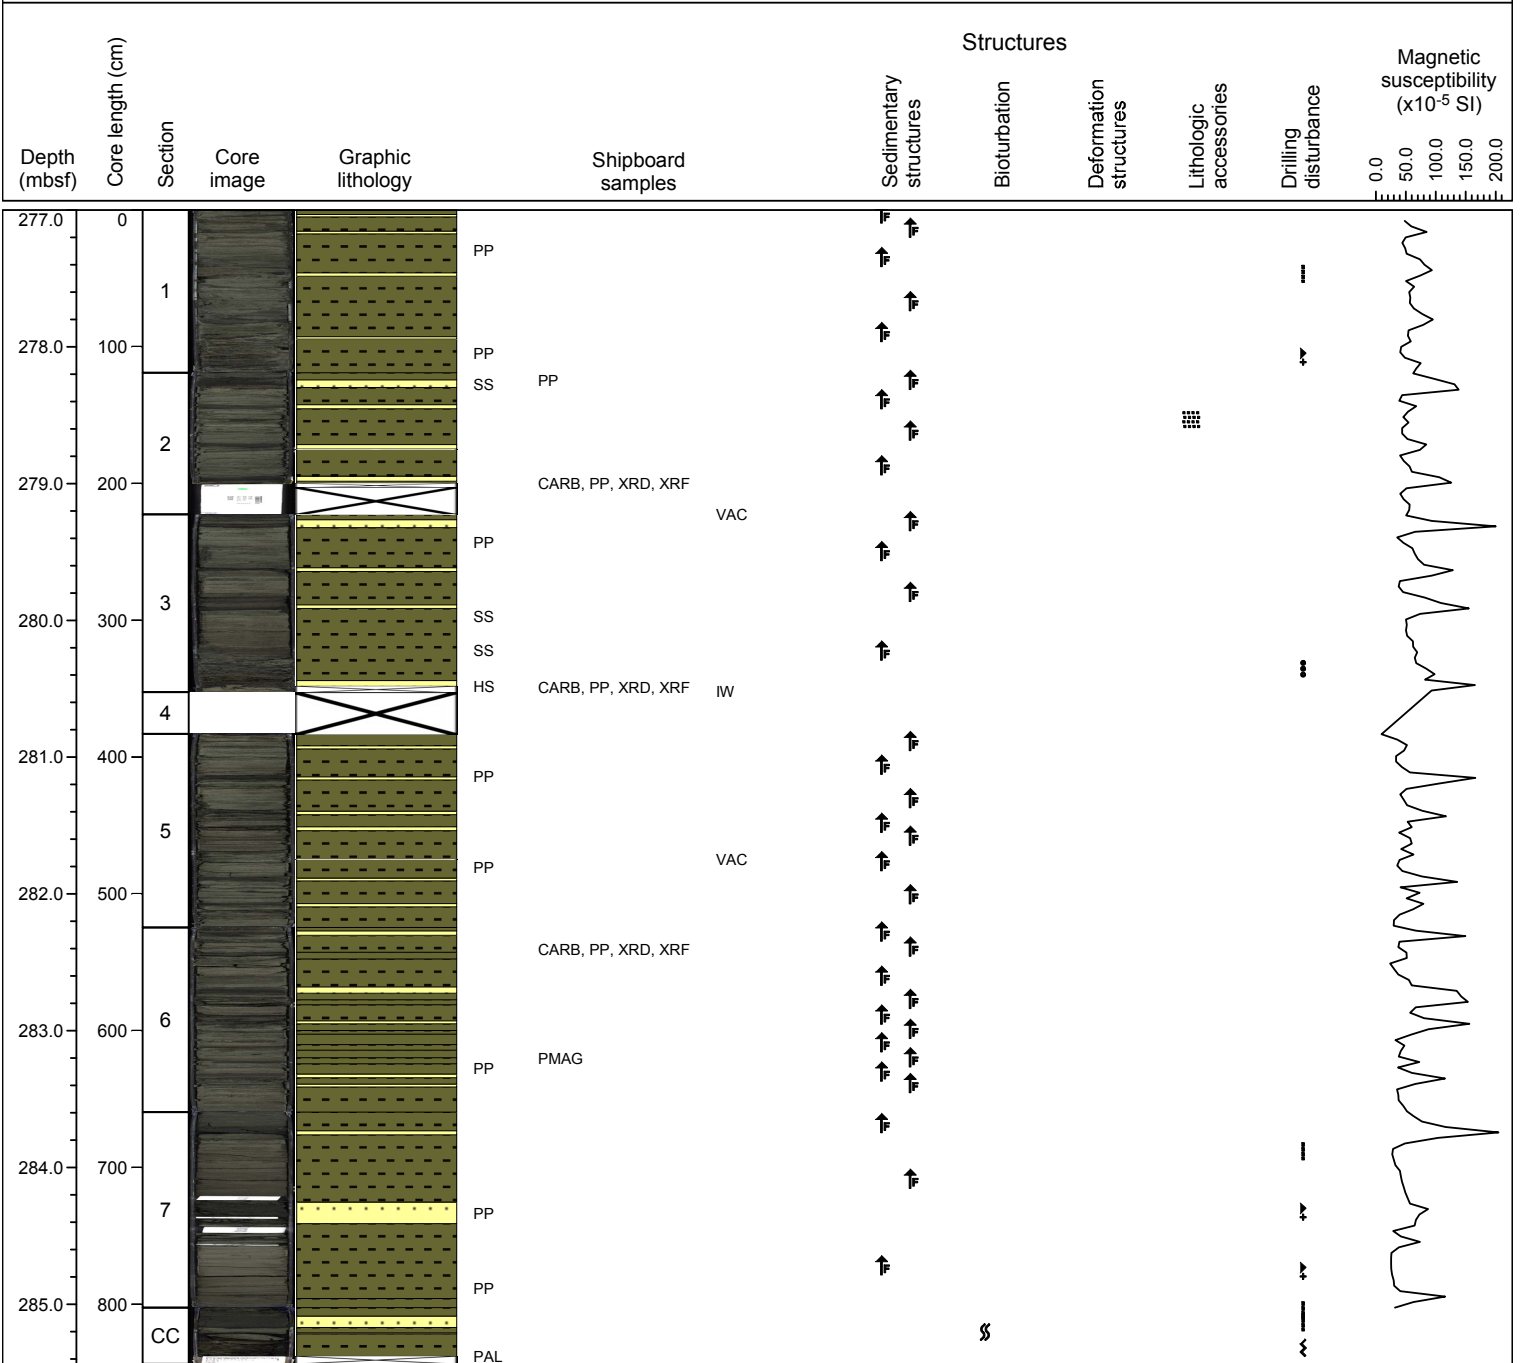 Structures
Depth
(mbsf)
Core length (cm)
Section
Core
image
Graphic
lithology
Shipboard
samples
Sedimentary
structures
Bioturbation
Deformation
structures
Lithologic
accessories
Drilling
disturbance
Magnetic
susceptibility
(x10-5 SI)
0.0 50.0 100.0 150.0 200.0
277.0 0
PP
1
278.0 100 PP
SS PP
2
279.0 200 CARB, PP, XRD, XRF
VAC
PP
3
280.0 300 SS
SS
HS CARB, PP, XRD, XRF IW
4
281.0 400
PP
5
VAC
PP
282.0 500
CARB, PP, XRD, XRF
6
283.0 600
PMAG
PP
284.0 700
7 PP
PP
285.0 800
CC
PAL